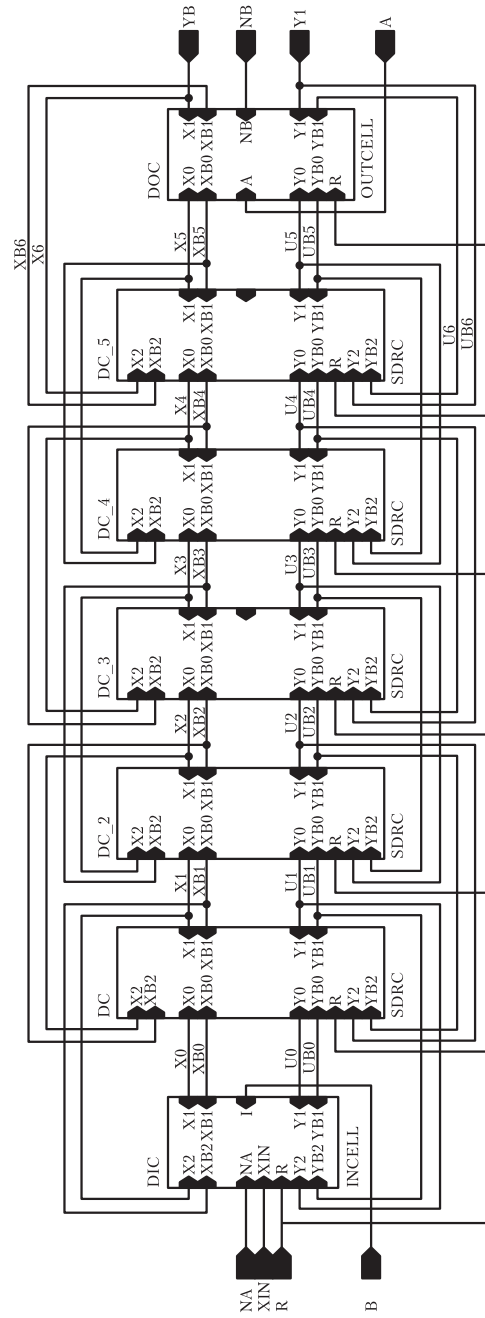 NA
XIN
R
B
DIC
X2
XB2
NA
XIN
R
Y2
YB2
X1
XB1
I
Y1
YB1
INCELL
X0
XB0
U0
UB0
DC
X2
XB2
X0
XB0
Y0
YB0
R
Y2
YB2
X1
XB1
Y1
YB1
SDRC
X1
XB1
U1
UB1
DC_2
X2
XB2
X0
XB0
Y0
YB0
R
Y2
YB2
X1
XB1
Y1
YB1
SDRC
X2
XB2
U2
UB2
DC_3
X2
XB2
X0
XB0
Y0
YB0
R
Y2
YB2
X1
XB1
Y1
YB1
SDRC
X3
XB3
U3
UB3
DC_4
X2
XB2
X0
XB0
Y0
YB0
R
Y2
YB2
X1
XB1
Y1
YB1
SDRC
X4
XB4
U4
UB4
DC_5
X2
XB2
X0
XB0
Y0
YB0
R
Y2
YB2
X1
XB1
Y1
YB1
SDRC
XB6
X6
X5
XB5
U5
UB5
U6
UB6
DOC
X0
XB0
A
Y0
YB0
R
X1
XB1
NB
Y1
YB1
OUTCELL
YB
NB
Y1
A